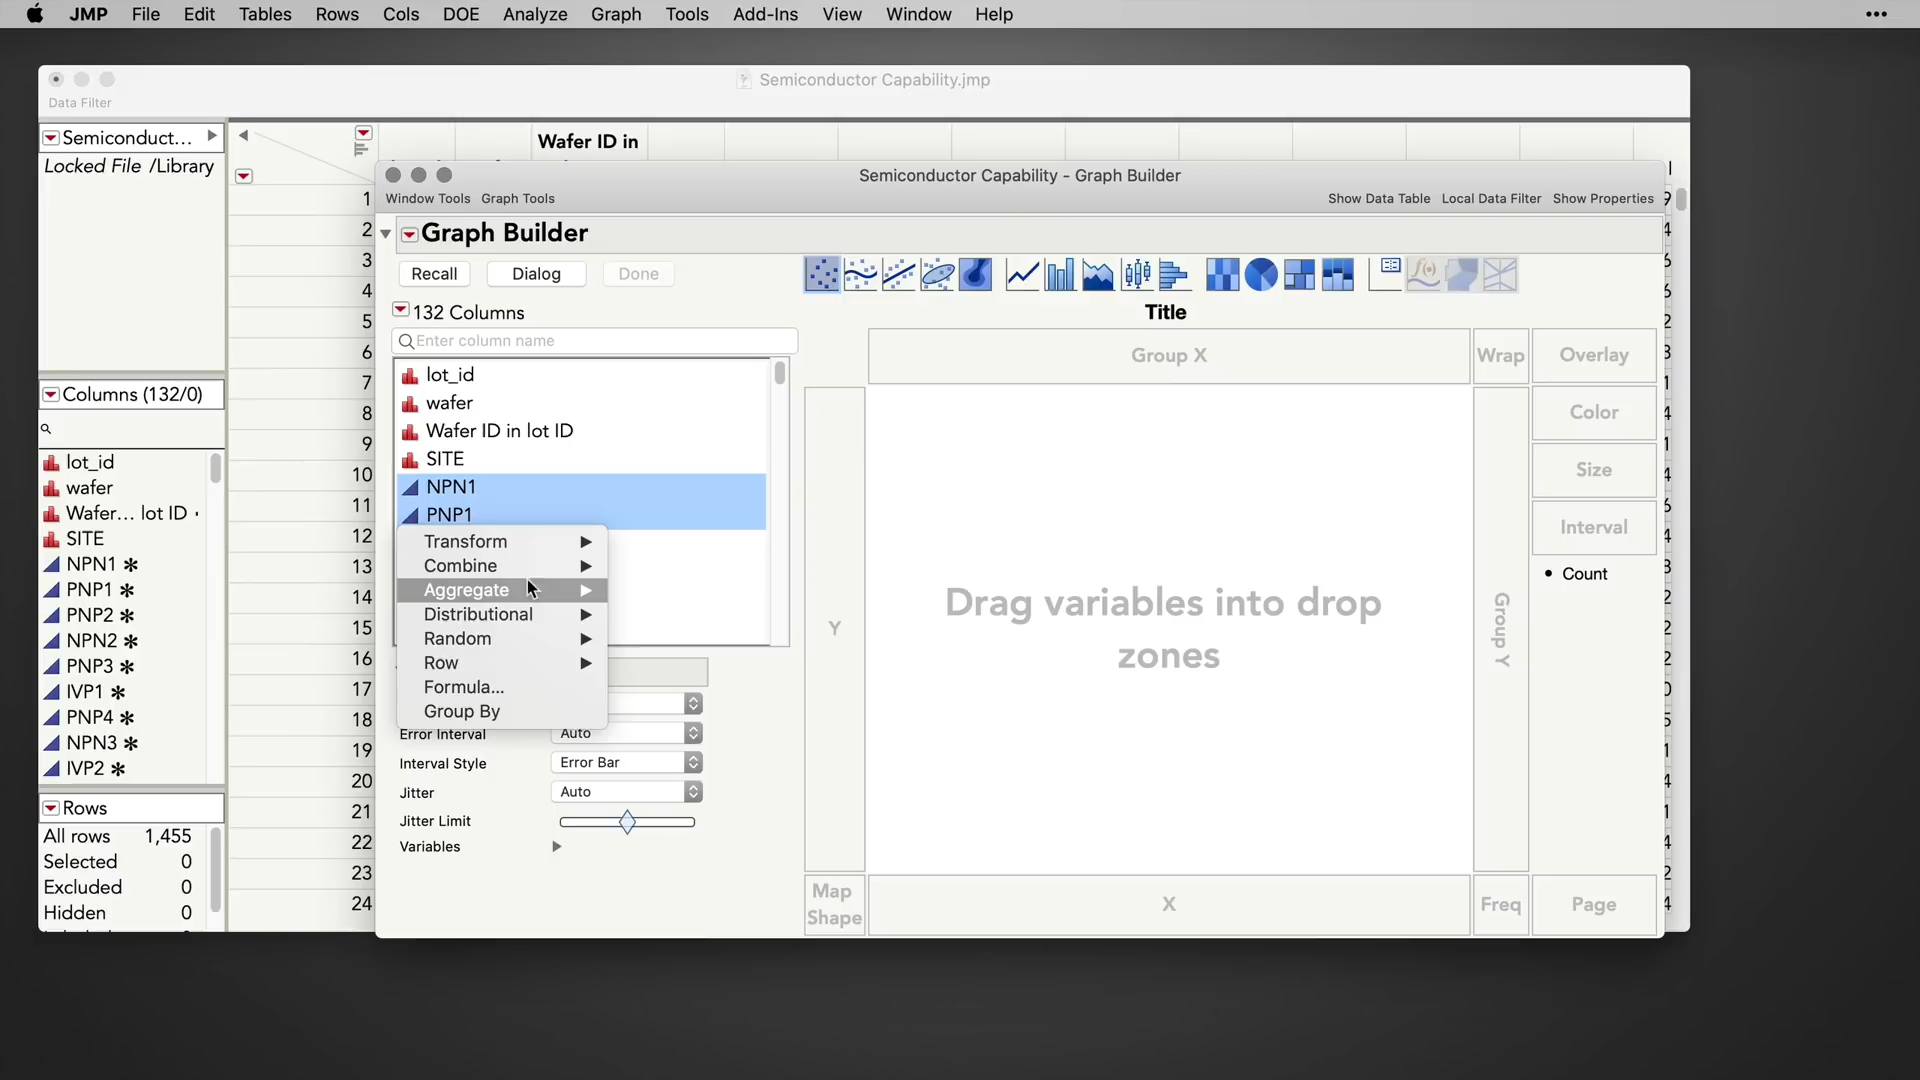 JMP File Edit Tables Rows Cols DOE Analyze Graph Tools Add-Ins View Window Help
Semiconductor Capability.jmp
Data Filter
Semiconduct...
Locked File /Library
Columns (132/0)
lot_id
wafer
Wafer... lot ID
SITE
NPN1 ✻
PNP1 ✻
PNP2 ✻
NPN2 ✻
PNP3 ✻
IVP1 ✻
PNP4 ✻
NPN3 ✻
IVP2 ✻
Rows
All rows 1,455
Selected 0
Excluded 0
Hidden 0
Wafer ID in
1
2
3
4
5
6
7
8
9
10
11
12
13
14
15
16
17
18
19
20
21
22
23
24
Semiconductor Capability - Graph Builder
Window Tools Graph Tools Show Data Table Local Data Filter Show Properties
Graph Builder
Recall Dialog Done
132 Columns
Enter column name
lot_id
wafer
Wafer ID in lot ID
SITE
NPN1
PNP1
Transform
Combine
Aggregate
Distributional
Random
Row
Formula...
Group By
Error Interval Auto
Interval Style Error Bar
Jitter Auto
Jitter Limit
Variables
Title
Group X
Wrap
Overlay
Color
Size
Interval
• Count
Y
Drag variables into drop
zones
Group Y
Map
Shape
X
Freq
Page